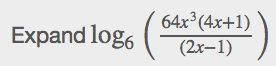 Expand log₆ (64x³(4x+1) / (2x−1))